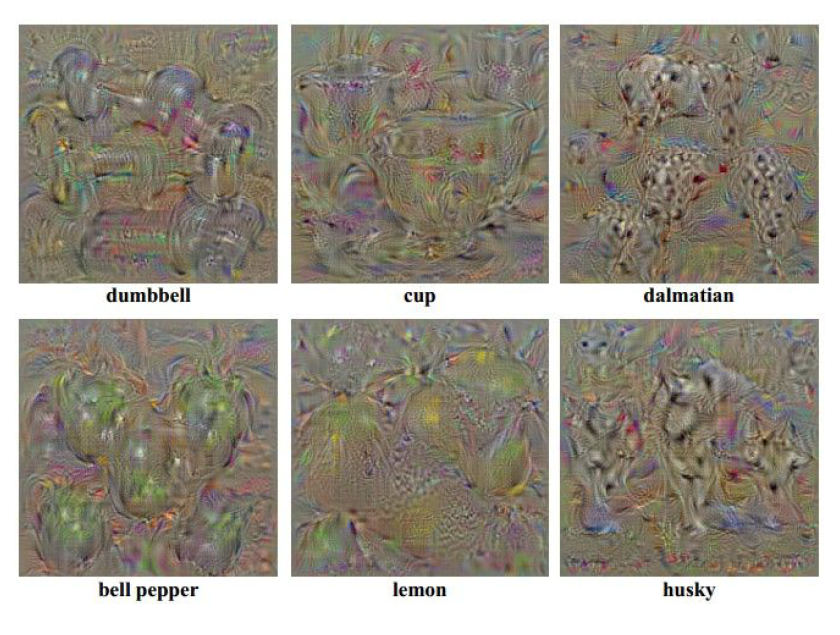 dumbbell
cup
dalmatian
bell pepper
lemon
husky